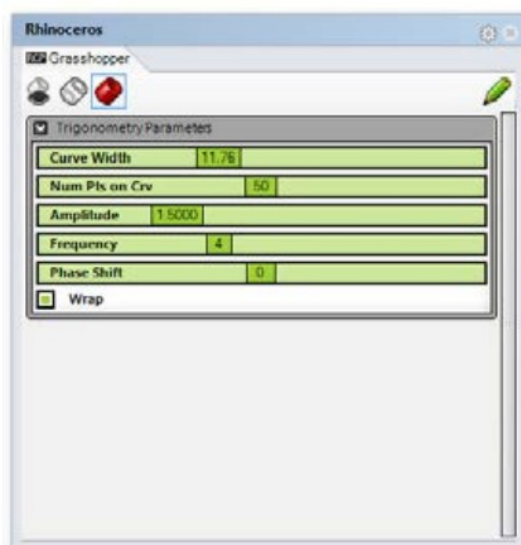 Rhinoceros
Grasshopper
Trigonometry Parameters
Curve Width 11.76
Num Pts on Crv 50
Amplitude 1.5000
Frequency 4
Phase Shift 0
Wrap